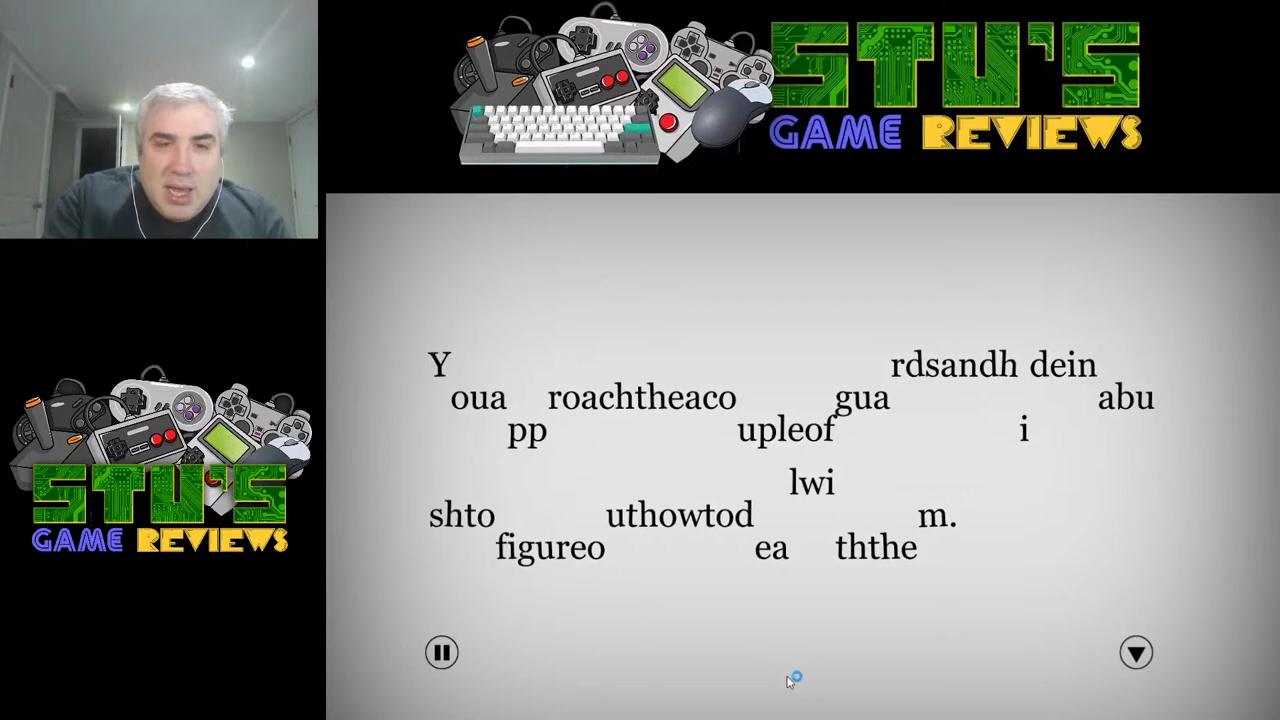 STU'S
GAME REVIEWS
Y oua pp roachtheaco upleof gua rdsandh i dein abu
shto figureo uthowtod ea lwi ththe m.
STU'S
GAME REVIEWS